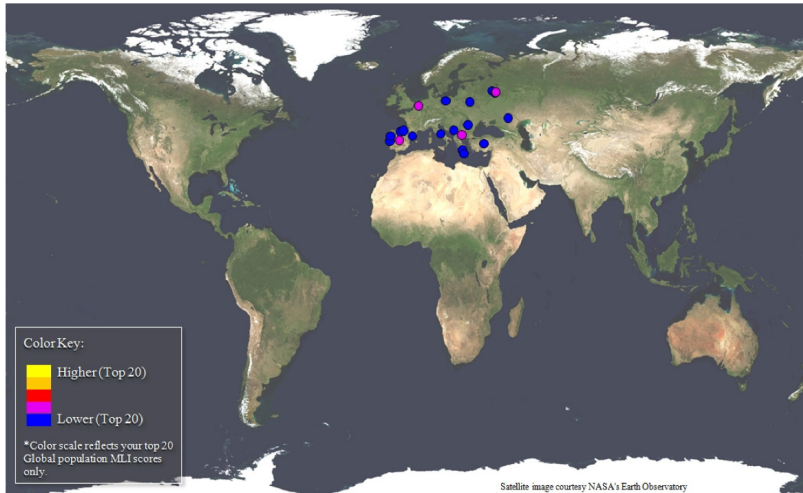 Color Key:
Higher (Top 20)
Lower (Top 20)
*Color scale reflects your top 20
Global population MLI scores
only.
Satellite image courtesy NASA's Earth Observatory